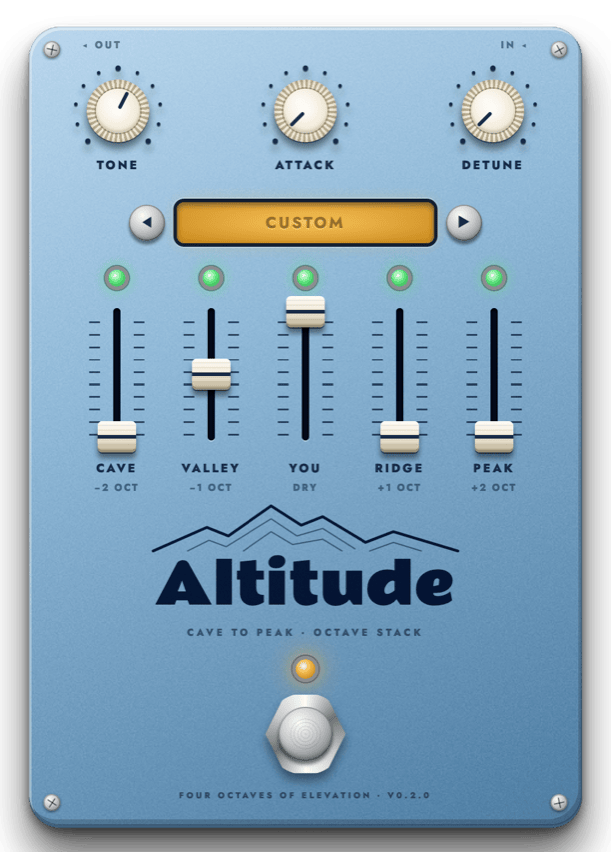 ◂ OUT
IN ◂
TONE
ATTACK
DETUNE
CUSTOM
CAVE
VALLEY
YOU
RIDGE
PEAK
−2 OCT
−1 OCT
DRY
+1 OCT
+2 OCT
Altitude
CAVE TO PEAK · OCTAVE STACK
FOUR OCTAVES OF ELEVATION · V0.2.0